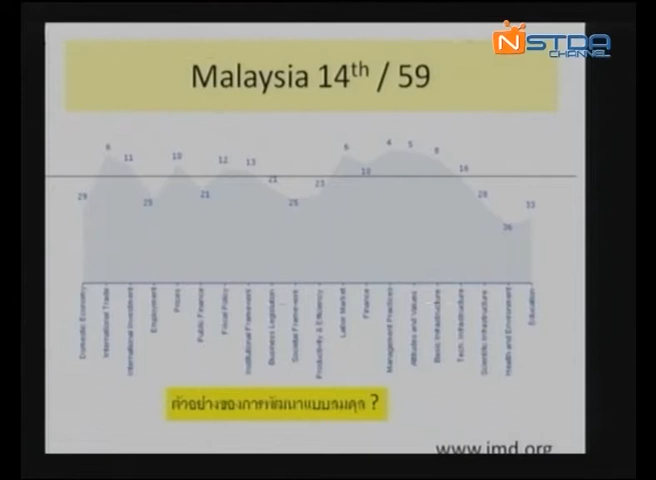 NSTDA
CHANNEL
Malaysia 14th / 59
29
6
11
25
10
21
12
13
21
25
23
6
10
4
5
9
16
28
36
33
Domestic Economy
International Trade
International Investment
Employment
Prices
Public Finance
Fiscal Policy
Institutional Framework
Business Legislation
Societal Framework
Productivity & Efficiency
Labor Market
Finance
Management Practices
Attitudes and Values
Basic Infrastructure
Tech. Infrastructure
Scientific Infrastructure
Health and Environment
Education
ตัวอย่างของการพัฒนาแบบสมดุล ?
www.imd.org